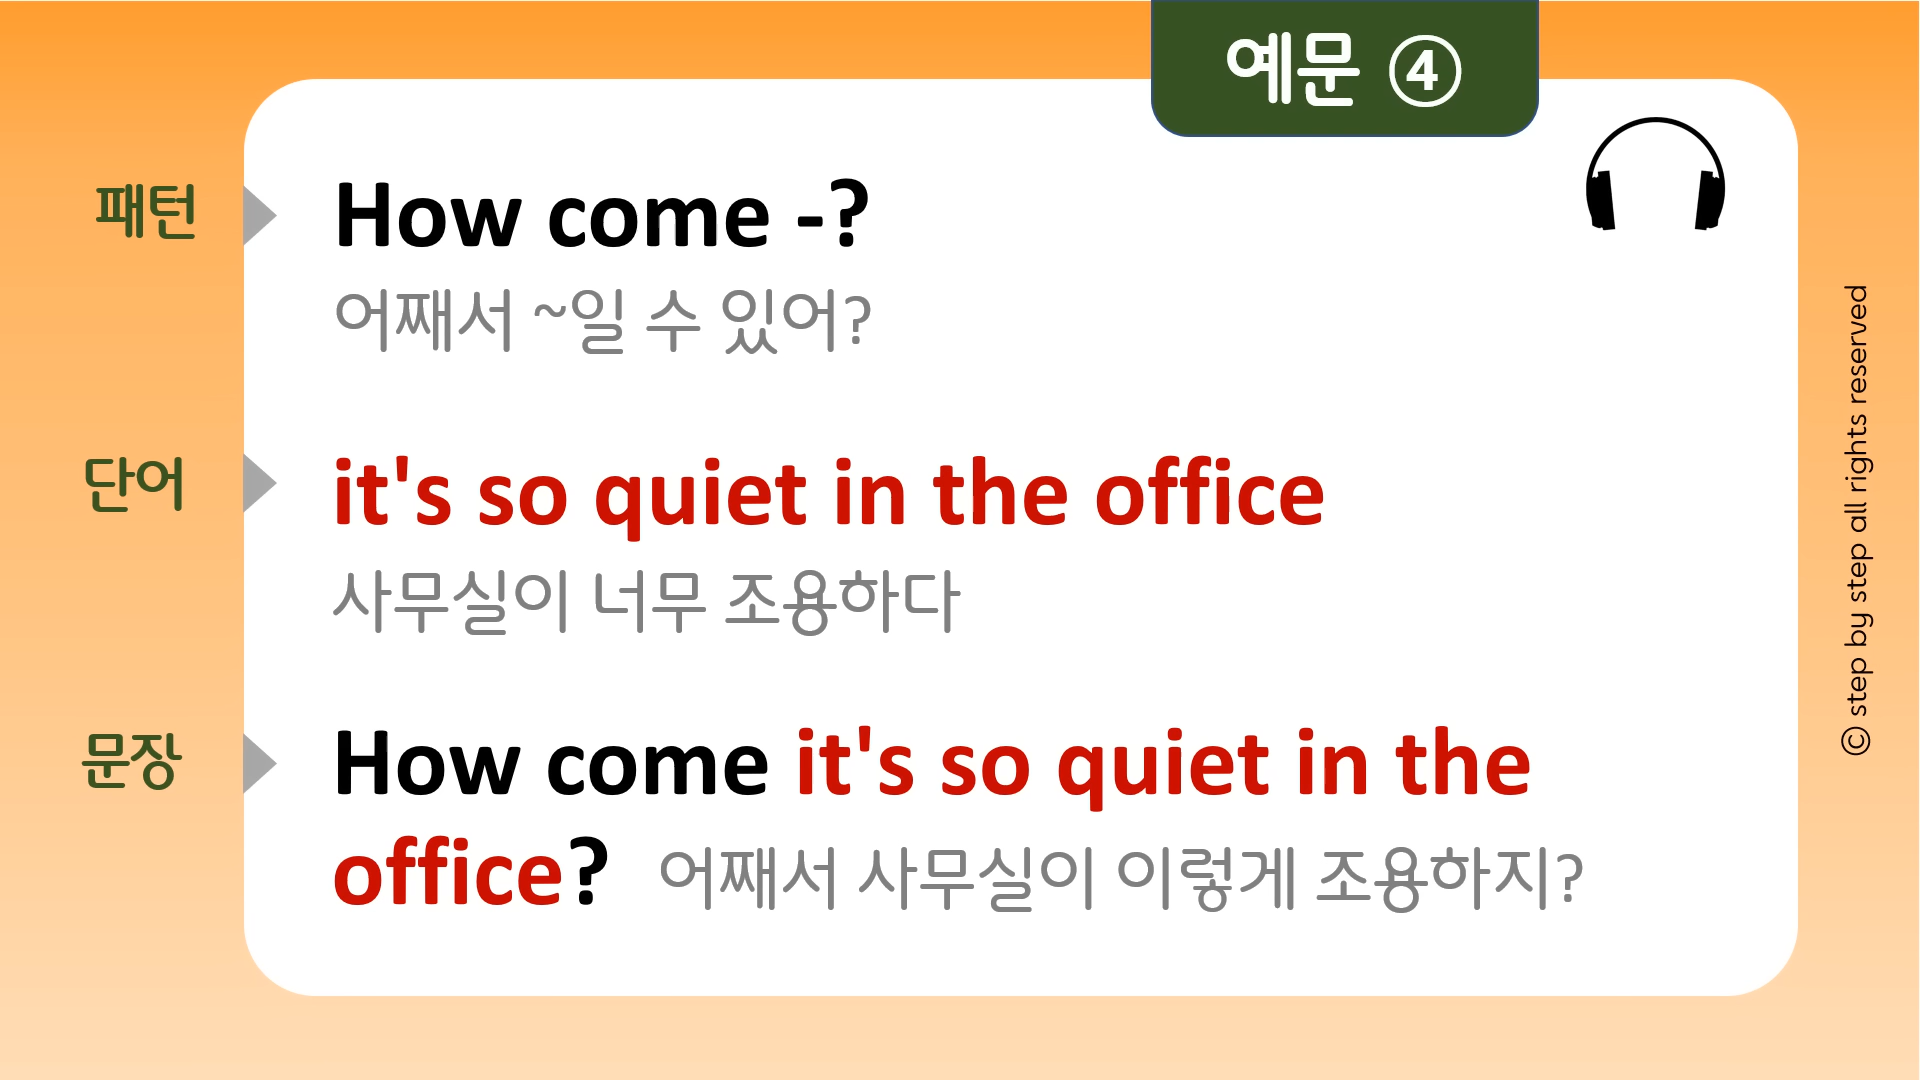 예문 ④
패턴
How come -?
어째서 ~일 수 있어?
단어
it's so quiet in the office
사무실이 너무 조용하다
문장
How come it's so quiet in the
office? 어째서 사무실이 이렇게 조용하지?
ⓒ step by step all rights reserved